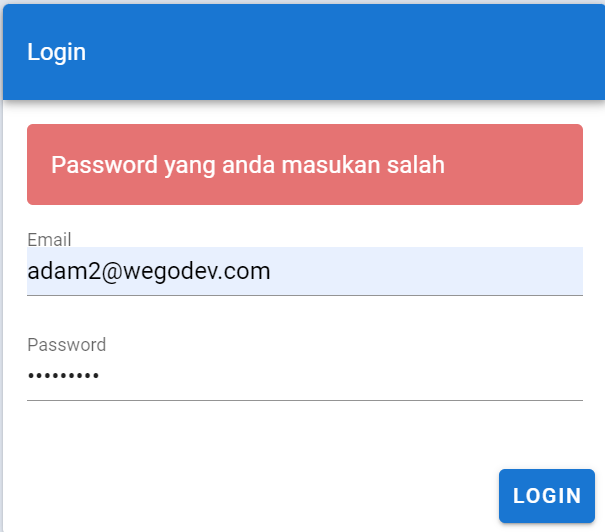 Login
Password yang anda masukan salah
Email
adam2@wegodev.com
Password
•••••••••
LOGIN